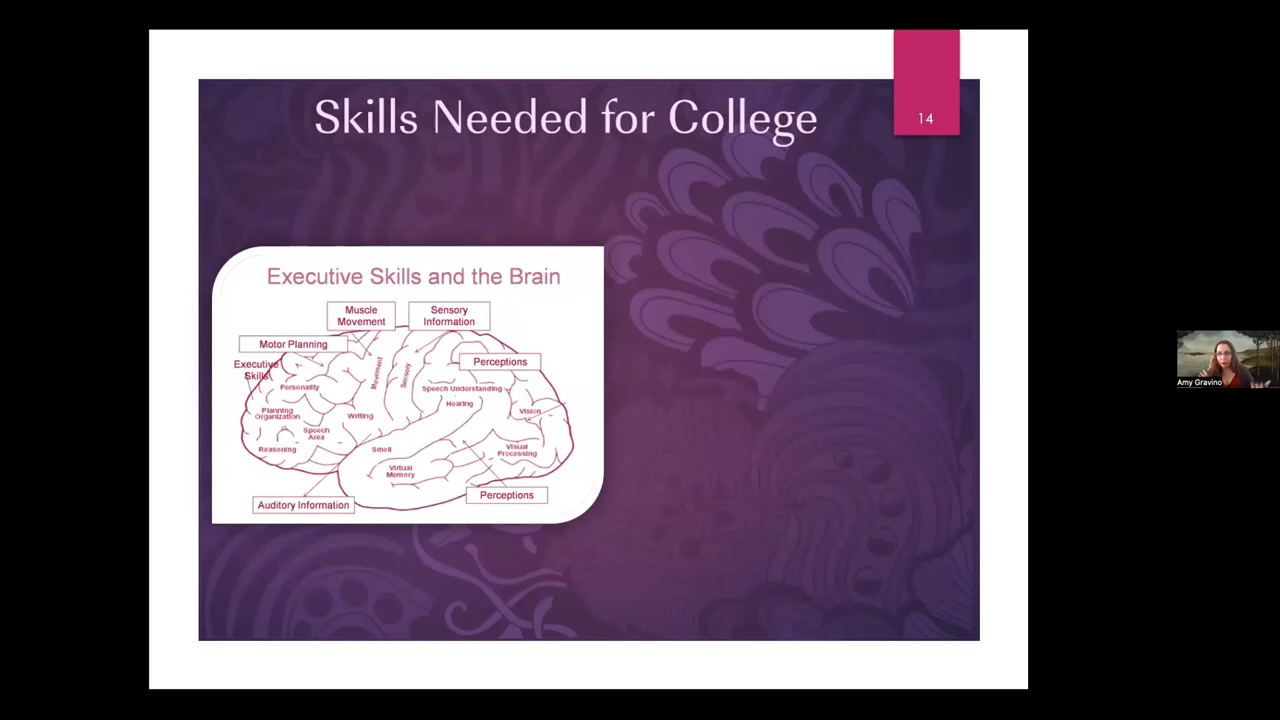 Skills Needed for College
14
Executive Skills and the Brain
Muscle
Movement
Sensory
Information
Motor Planning
Perceptions
Executive
Skills
Personality
Movement
Sensory
Speech Understanding
Hearing
Planning
Organization
Writing
Vision
Speech
Area
Reasoning
Smell
Visual
Processing
Virtual
Memory
Perceptions
Auditory Information
Amy Gravino